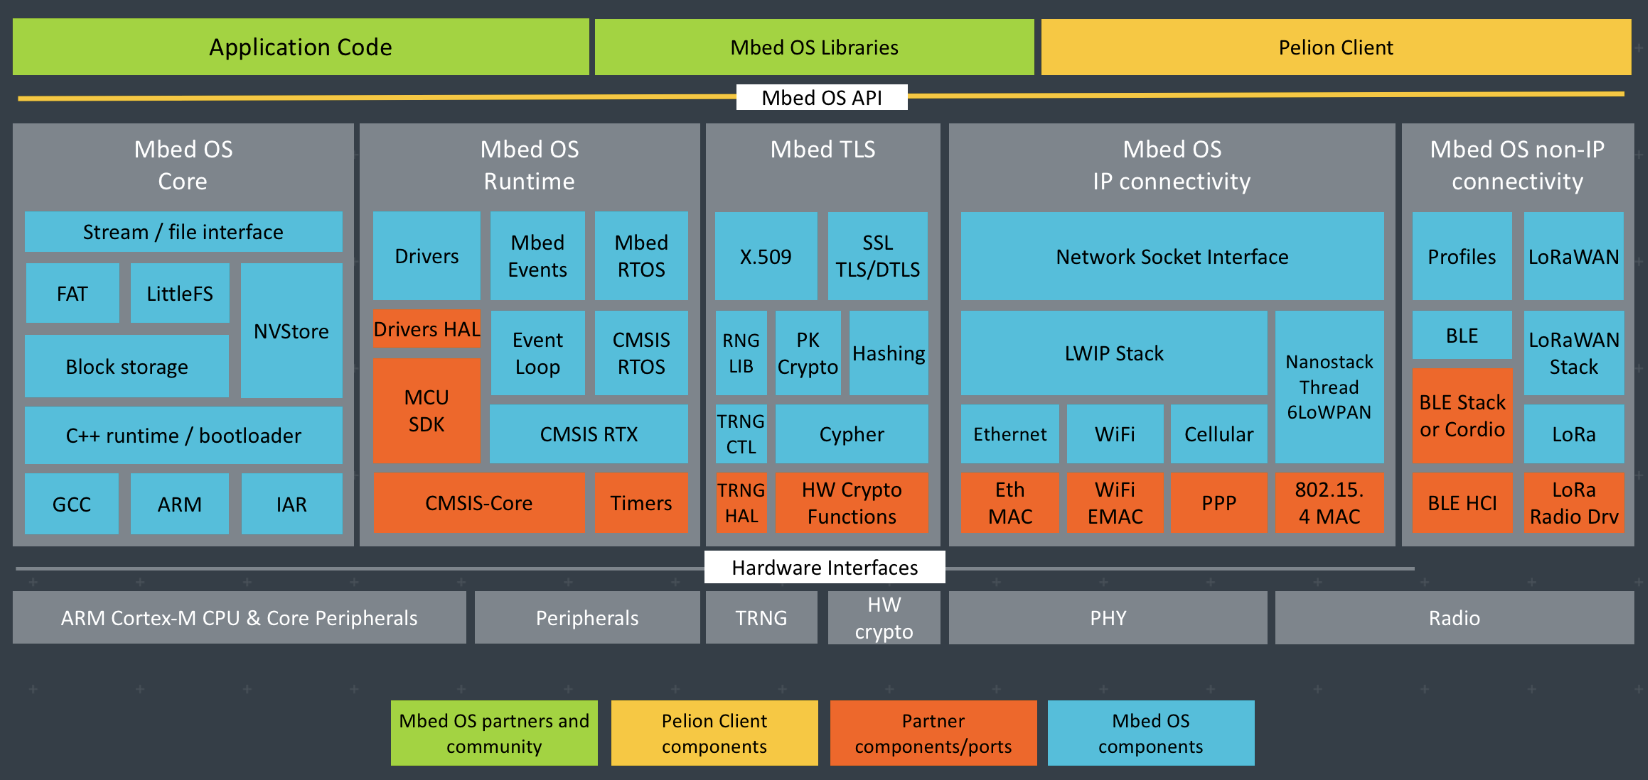 Application Code
Mbed OS Libraries
Pelion Client
Mbed OS API
Mbed OS
Core
Stream / file interface
FAT
LittleFS
NVStore
Block storage
C++ runtime / bootloader
GCC
ARM
IAR
Mbed OS
Runtime
Drivers
Mbed
Events
Mbed
RTOS
Drivers HAL
Event
Loop
CMSIS
RTOS
MCU
SDK
CMSIS RTX
CMSIS-Core
Timers
Mbed TLS
X.509
SSL
TLS/DTLS
RNG
LIB
PK
Crypto
Hashing
TRNG
CTL
Cypher
TRNG
HAL
HW Crypto
Functions
Mbed OS
IP connectivity
Network Socket Interface
LWIP Stack
Nanostack
Thread
6LoWPAN
Ethernet
WiFi
Cellular
Eth
MAC
WiFi
EMAC
PPP
802.15.
4 MAC
Mbed OS non-IP
connectivity
Profiles
LoRaWAN
BLE
LoRaWAN
Stack
BLE Stack
or Cordio
LoRa
BLE HCI
LoRa
Radio Drv
Hardware Interfaces
ARM Cortex-M CPU & Core Peripherals
Peripherals
TRNG
HW
crypto
PHY
Radio
Mbed OS partners and
community
Pelion Client
components
Partner
components/ports
Mbed OS
components